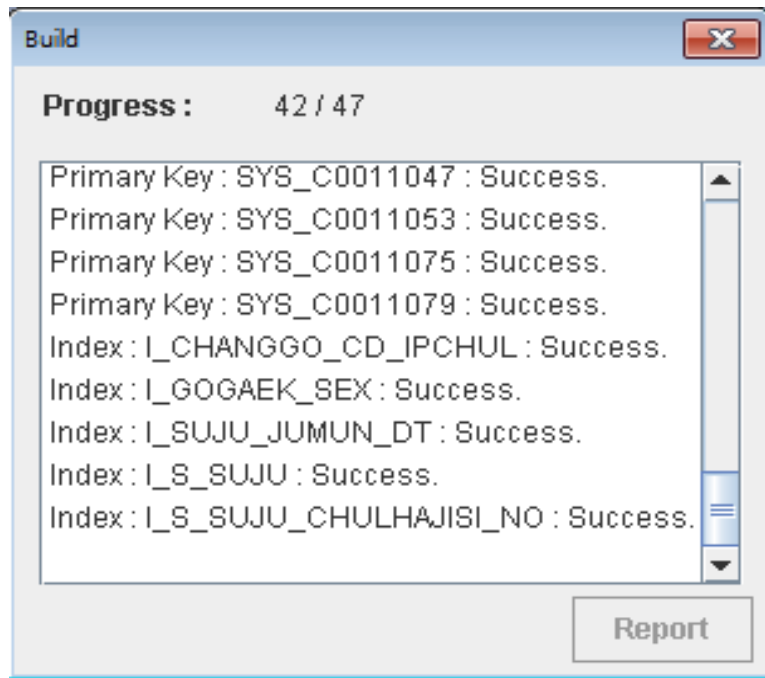 Build
Progress : 42 / 47
Primary Key : SYS_C0011047 : Success.
Primary Key : SYS_C0011053 : Success.
Primary Key : SYS_C0011075 : Success.
Primary Key : SYS_C0011079 : Success.
Index : I_CHANGGO_CD_IPCHUL : Success.
Index : I_GOGAEK_SEX : Success.
Index : I_SUJU_JUMUN_DT : Success.
Index : I_S_SUJU : Success.
Index : I_S_SUJU_CHULHAJISI_NO : Success.
Report